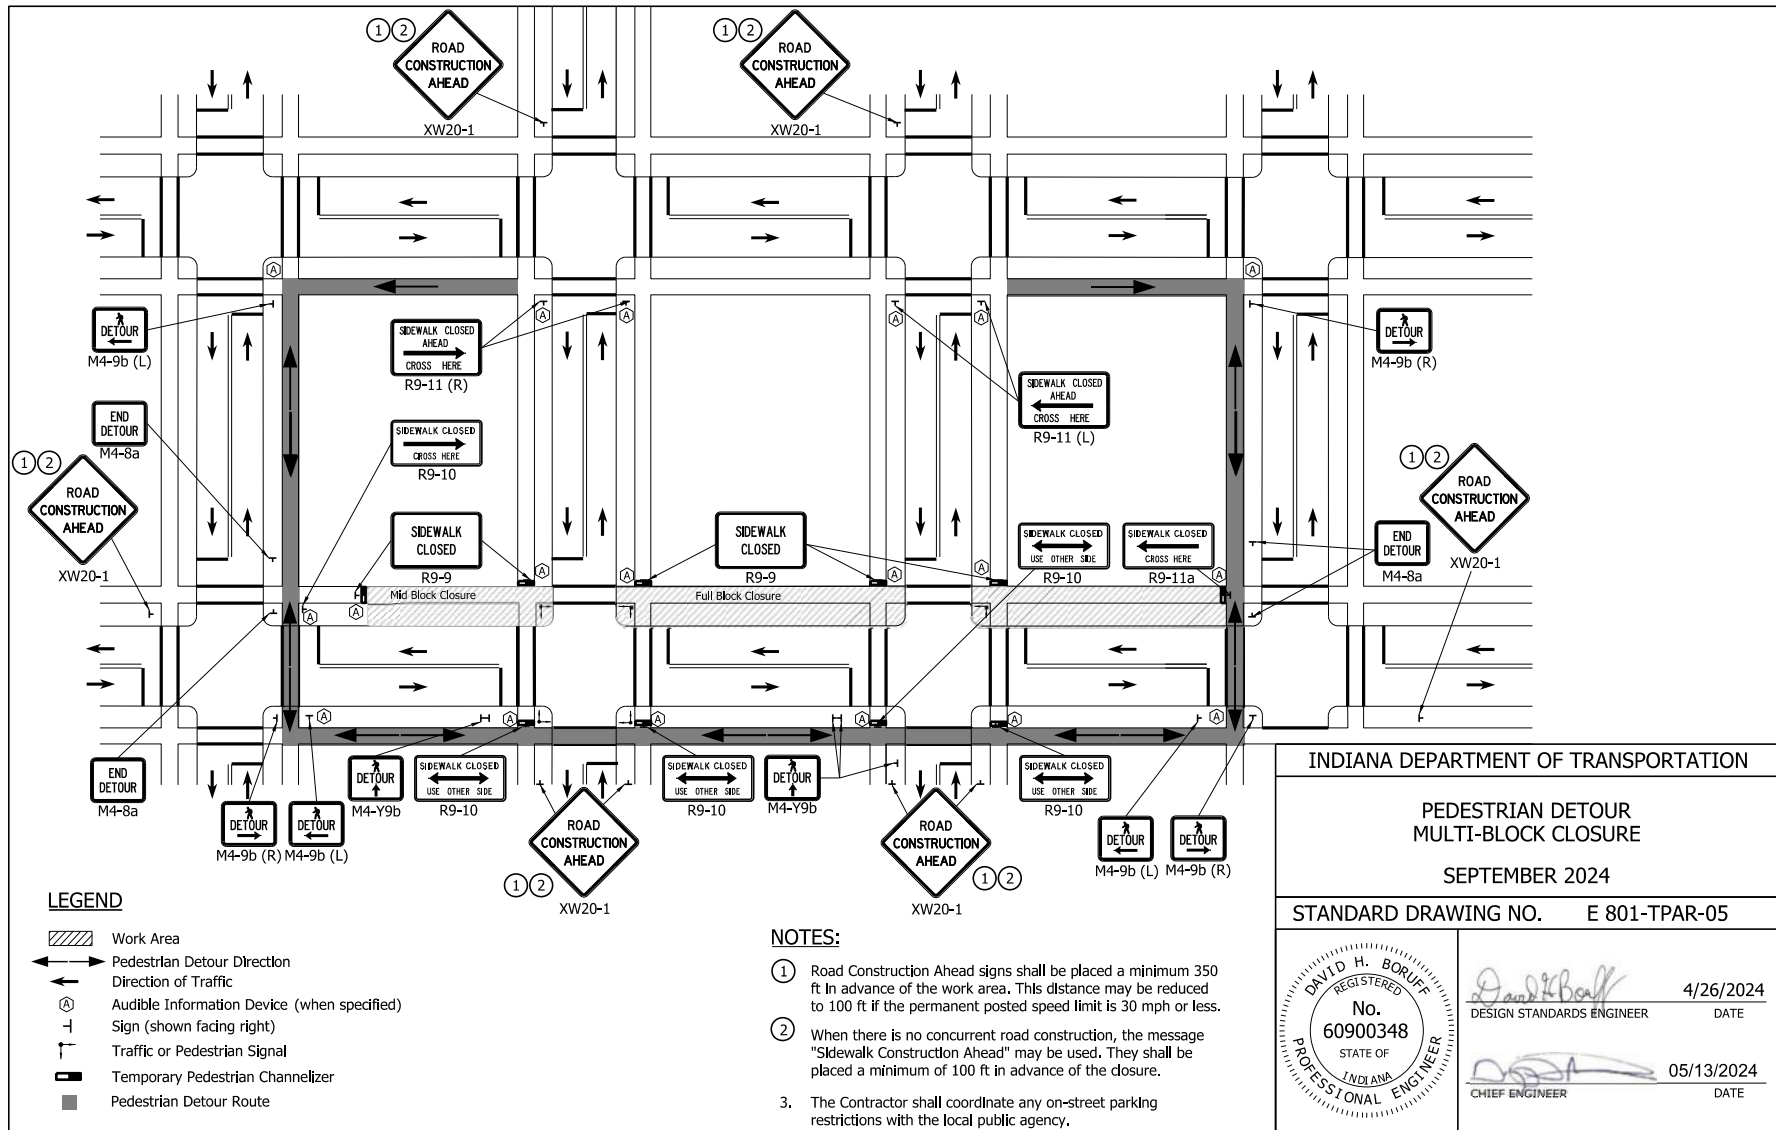 1 2
ROAD
CONSTRUCTION
AHEAD
XW20-1
1 2
ROAD
CONSTRUCTION
AHEAD
XW20-1
A
A
DETOUR
M4-9b (L)
SIDEWALK CLOSED
AHEAD
CROSS HERE
R9-11 (R)
A
A
A
A
SIDEWALK CLOSED
AHEAD
CROSS HERE
R9-11 (L)
DETOUR
M4-9b (R)
END
DETOUR
M4-8a
SIDEWALK CLOSED
CROSS HERE
R9-10
1 2
ROAD
CONSTRUCTION
AHEAD
XW20-1
1 2
ROAD
CONSTRUCTION
AHEAD
XW20-1
SIDEWALK
CLOSED
R9-9
SIDEWALK
CLOSED
R9-9
SIDEWALK CLOSED
USE OTHER SIDE
R9-10
SIDEWALK CLOSED
CROSS HERE
R9-11a
END
DETOUR
M4-8a
A
A
A
A
A
Mid Block Closure
Full Block Closure
A
A
A
A
A
A
A
A
END
DETOUR
M4-8a
DETOUR
M4-9b (R)
DETOUR
M4-9b (L)
DETOUR
M4-Y9b
SIDEWALK CLOSED
USE OTHER SIDE
R9-10
ROAD
CONSTRUCTION
AHEAD
1 2
XW20-1
SIDEWALK CLOSED
USE OTHER SIDE
R9-10
DETOUR
M4-Y9b
ROAD
CONSTRUCTION
AHEAD
1 2
XW20-1
SIDEWALK CLOSED
USE OTHER SIDE
R9-10
DETOUR
M4-9b (L)
DETOUR
M4-9b (R)
LEGEND
Work Area
Pedestrian Detour Direction
Direction of Traffic
A Audible Information Device (when specified)
Sign (shown facing right)
Traffic or Pedestrian Signal
Temporary Pedestrian Channelizer
Pedestrian Detour Route
NOTES:
1 Road Construction Ahead signs shall be placed a minimum 350
ft in advance of the work area. This distance may be reduced
to 100 ft if the permanent posted speed limit is 30 mph or less.
2 When there is no concurrent road construction, the message
"Sidewalk Construction Ahead" may be used. They shall be
placed a minimum of 100 ft in advance of the closure.
3. The Contractor shall coordinate any on-street parking
restrictions with the local public agency.
INDIANA DEPARTMENT OF TRANSPORTATION
PEDESTRIAN DETOUR
MULTI-BLOCK CLOSURE
SEPTEMBER 2024
STANDARD DRAWING NO. E 801-TPAR-05
DAVID H. BORUFF
REGISTERED
No.
60900348
STATE OF
INDIANA
PROFESSIONAL ENGINEER
David H Boruff 4/26/2024
DESIGN STANDARDS ENGINEER DATE
05/13/2024
CHIEF ENGINEER DATE